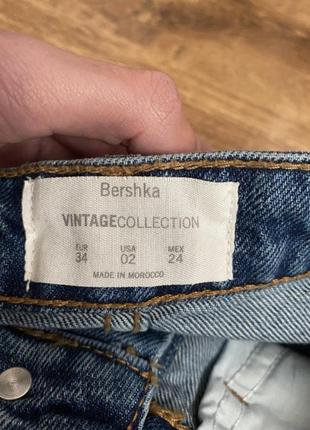 Bershka
VINTAGECOLLECTION
EUR USA MEX
34 02 24
MADE IN MOROCCO